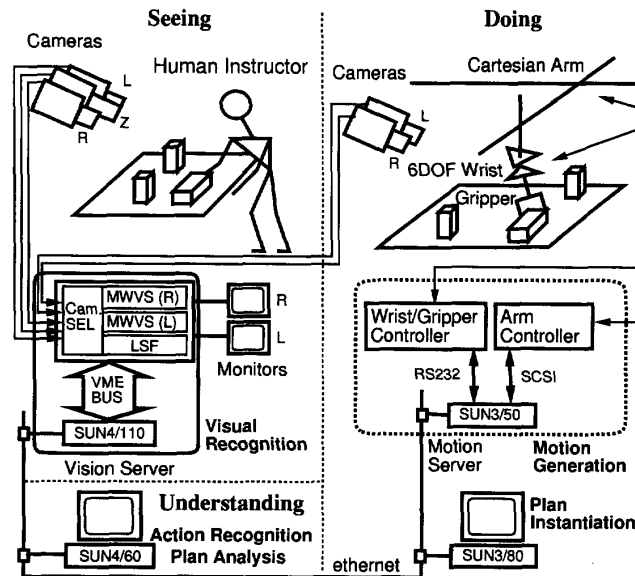 Seeing
Doing
Cameras
Human Instructor
Cameras
Cartesian Arm
L
Z
R
L
R
6DOF Wrist
Gripper
Cam.
SEL
MWVS (R)
MWVS (L)
LSF
R
L
Monitors
VME
BUS
SUN4/110
Visual
Recognition
Vision Server
Wrist/Gripper
Controller
Arm
Controller
RS232
SCSI
SUN3/50
Motion
Server
Motion
Generation
Understanding
Action Recognition
Plan Analysis
SUN4/60
Plan
Instantiation
SUN3/80
ethernet